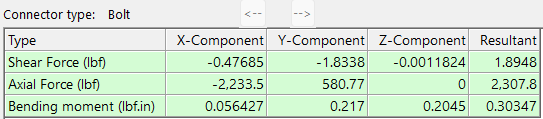 Connector type: Bolt <-- -->
Type X-Component Y-Component Z-Component Resultant
Shear Force (lbf) -0.47685 -1.8338 -0.0011824 1.8948
Axial Force (lbf) -2,233.5 580.77 0 2,307.8
Bending moment (lbf.in) 0.056427 0.217 0.2045 0.30347